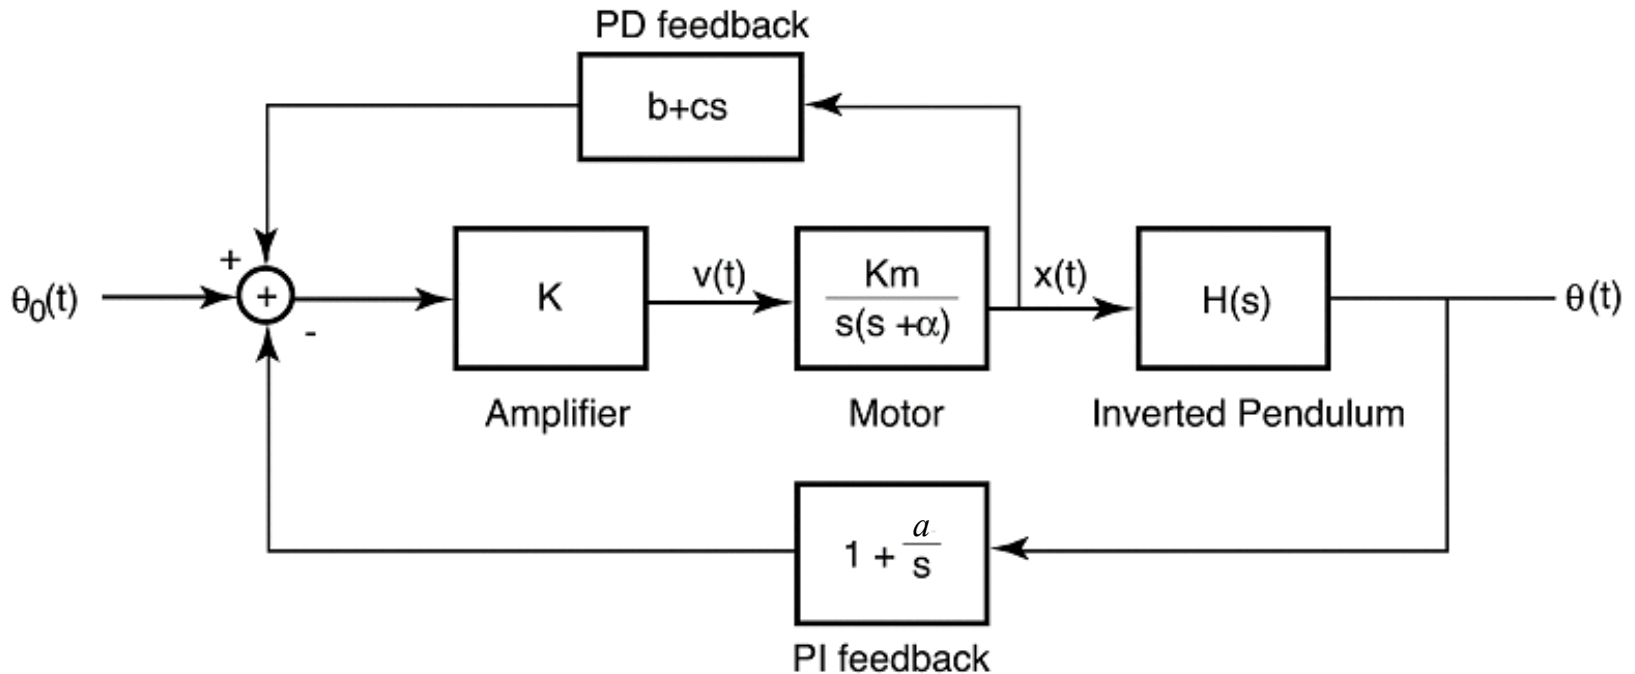 PD feedback
b+cs
+
θ₀(t)
+
-
K
v(t)
Km
s(s +α)
x(t)
H(s)
θ(t)
Amplifier
Motor
Inverted Pendulum
1 + a
s
PI feedback